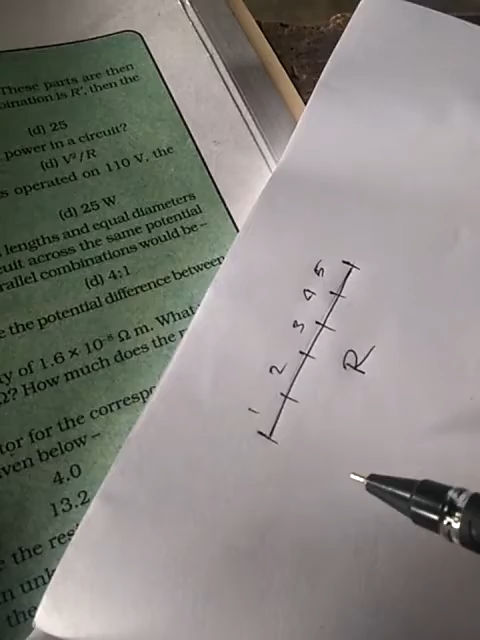 These parts are then
bination is R', then the
(d) 25
power in a circuit?
(d) V²/R
s operated on 110 V, the
(d) 25 W
lengths and equal diameters
cuit across the same potential
rallel combinations would be –
(d) 4:1
e the potential difference between
ty of 1.6 × 10⁻⁸ Ω m. What
Ω? How much does the
tor for the corresp
ven below –
4.0
13.2
e the res
n unk
the
1 2 3 4 5
R